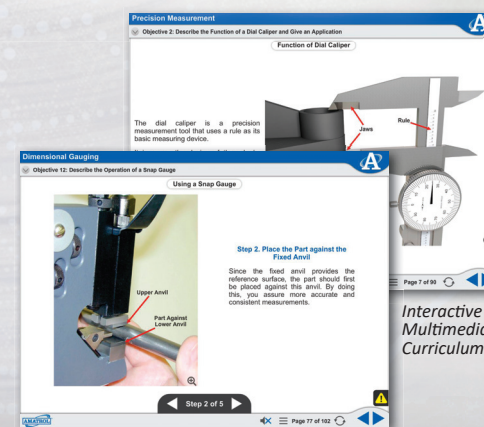 Precision Measurement
Objective 2: Describe the Function of a Dial Caliper and Give an Application
Function of Dial Caliper
The dial caliper is a precision
measurement tool that uses a rule as its
basic measuring device.
Jaws
Rule
Page 7 of 90
Dimensional Gauging
Objective 12: Describe the Operation of a Snap Gauge
Using a Snap Gauge
Step 2. Place the Part against the
Fixed Anvil
Since the fixed anvil provides the
reference surface, the part should first
be placed against this anvil. By doing
this, you assure more accurate and
consistent measurements.
Upper Anvil
Part Against
Lower Anvil
Step 2 of 5
AMATROL
Page 77 of 102
Interactive
Multimedia
Curriculum